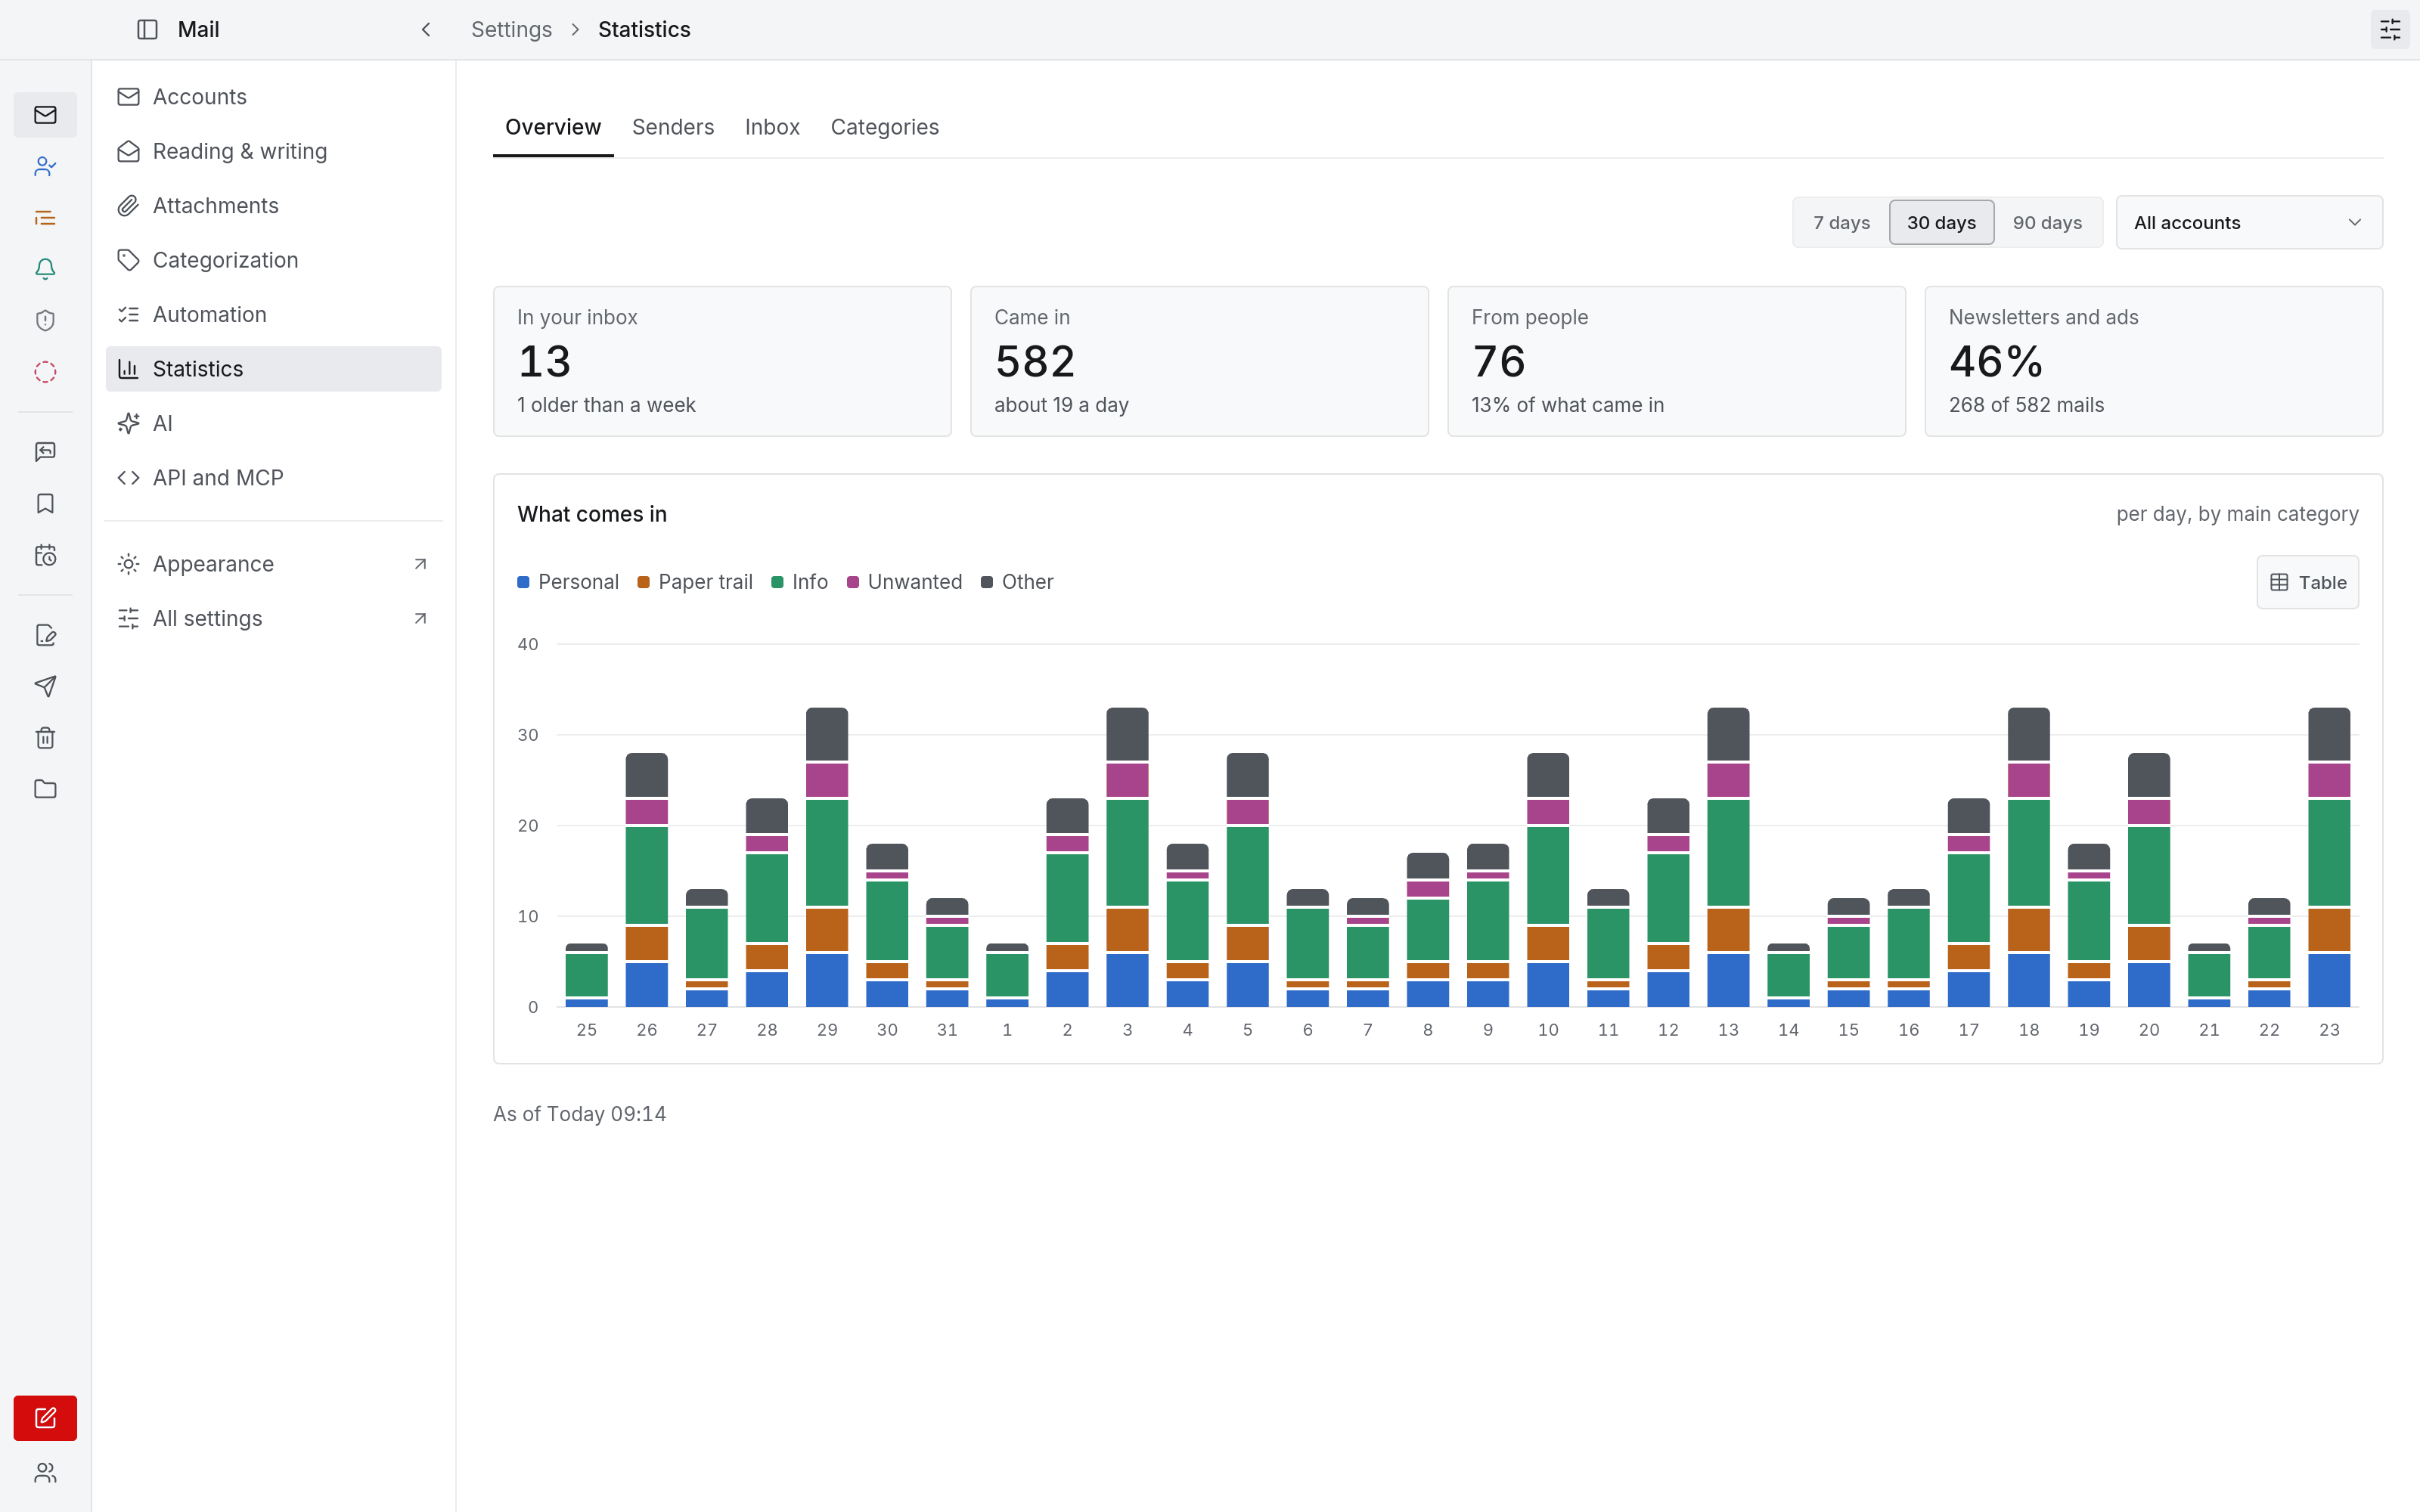 Mail
Settings > Statistics
Accounts
Reading & writing
Attachments
Categorization
Automation
Statistics
AI
API and MCP
Appearance
All settings
Overview Senders Inbox Categories
7 days 30 days 90 days All accounts
In your inbox
13
1 older than a week
Came in
582
about 19 a day
From people
76
13% of what came in
Newsletters and ads
46%
268 of 582 mails
What comes in
per day, by main category
Personal Paper trail Info Unwanted Other
Table
40
30
20
10
0
25 26 27 28 29 30 31 1 2 3 4 5 6 7 8 9 10 11 12 13 14 15 16 17 18 19 20 21 22 23
As of Today 09:14